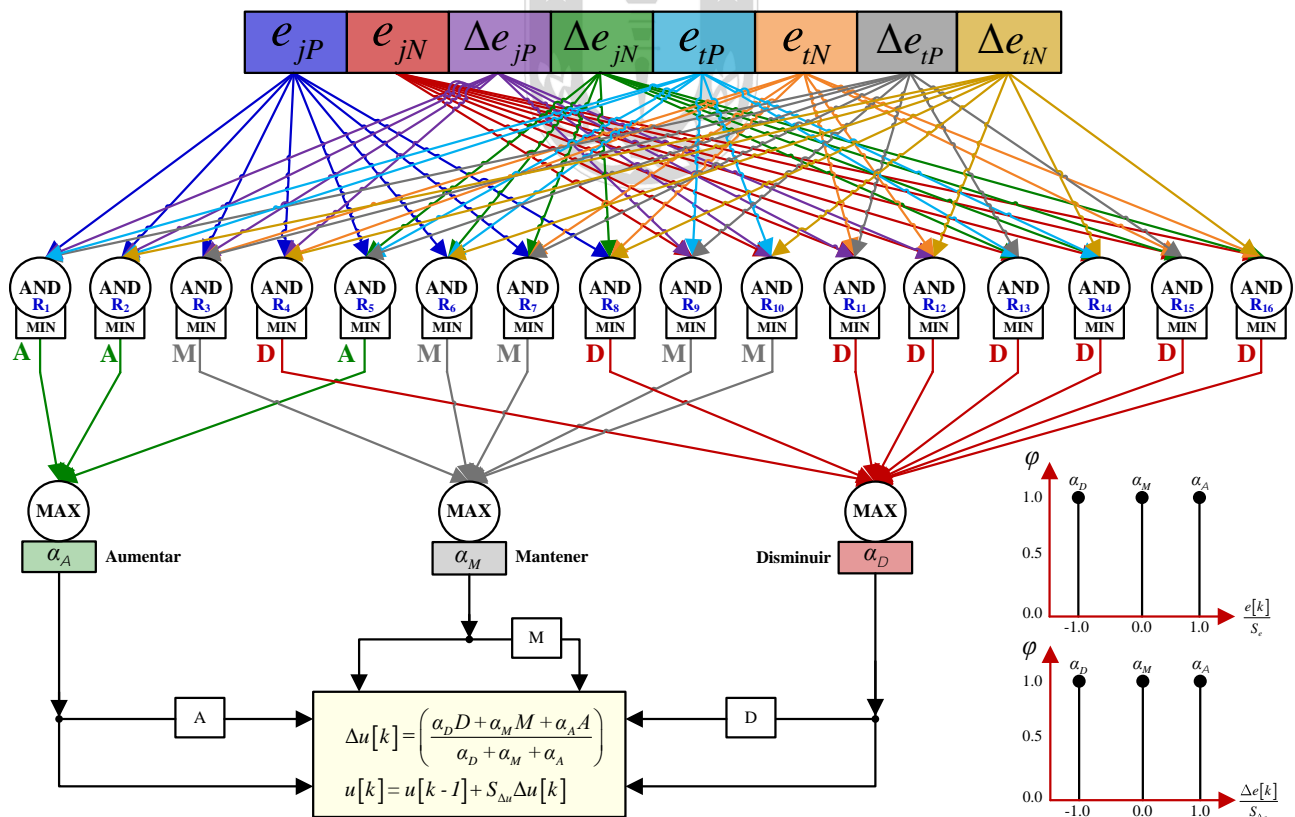 e_jP e_jN Δe_jP Δe_jN e_tP e_tN Δe_tP Δe_tN
AND AND AND AND AND AND AND AND AND AND AND AND AND AND AND AND
R1 R2 R3 R4 R5 R6 R7 R8 R9 R10 R11 R12 R13 R14 R15 R16
MIN MIN MIN MIN MIN MIN MIN MIN MIN MIN MIN MIN MIN MIN MIN MIN
A A M D A M M D M M D D D D D D
MAX MAX MAX
α_A Aumentar
α_M Mantener
Disminuir α_D
M
A
D
Δu[k] = ( (α_D D + α_M M + α_A A) / (α_D + α_M + α_A) )
u[k] = u[k - 1] + S_Δu Δu[k]
φ
α_D α_M α_A
1.0
0.5
0.0
-1.0 0.0 1.0
e[k] / S_e
φ
α_D α_M α_A
1.0
0.5
0.0
-1.0 0.0 1.0
Δe[k]